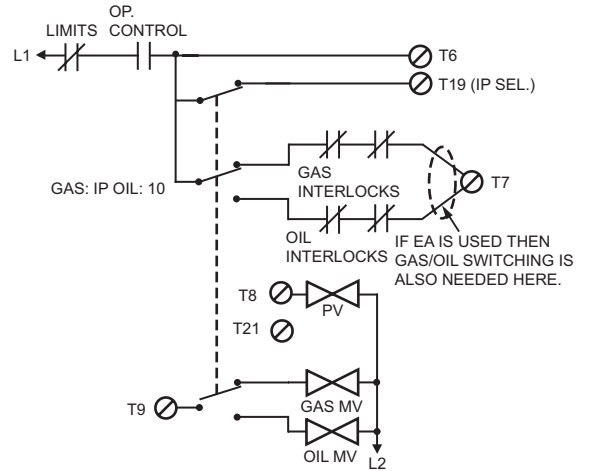 OP.
LIMITS CONTROL
L1
T6
T19 (IP SEL.)
GAS
INTERLOCKS
T7
GAS: IP OIL: 10
OIL
INTERLOCKS
IF EA IS USED THEN
GAS/OIL SWITCHING IS
ALSO NEEDED HERE.
T8
PV
T21
T9
GAS MV
OIL MV
L2